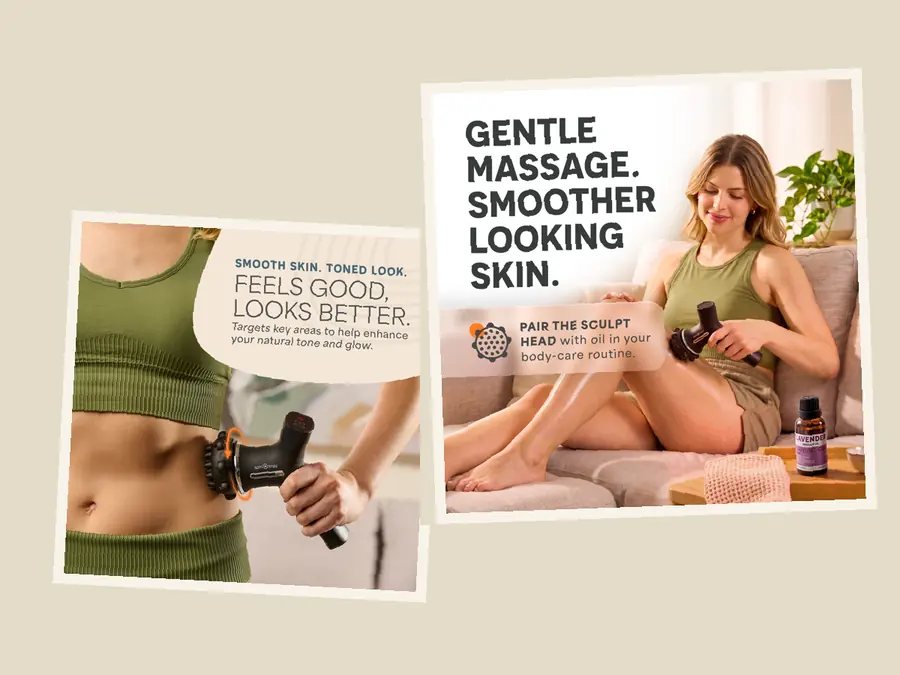 SMOOTH SKIN. TONED LOOK.
FEELS GOOD,
LOOKS BETTER.
Targets key areas to help enhance
your natural tone and glow.
GENTLE
MASSAGE.
SMOOTHER
LOOKING
SKIN.
PAIR THE SCULPT
HEAD with oil in your
body-care routine.
LAVENDER